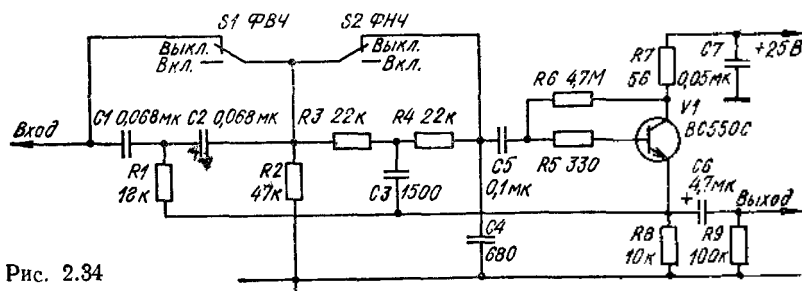 S1 ФВЧ
S2 ФНЧ
Выкл.
Вкл.
Выкл.
Вкл.
R7
56
C7
0,05мк
+25В
R6 4,7М
V1
BC550C
Вход
C1 0,068мк
C2 0,068мк
R3 22к
R4 22к
R1
18к
R2
47к
C3 1500
C5
0,1мк
R5 330
C4
680
C6
4,7мк
+
Выход
R8
10к
R9
100к
Рис. 2.34